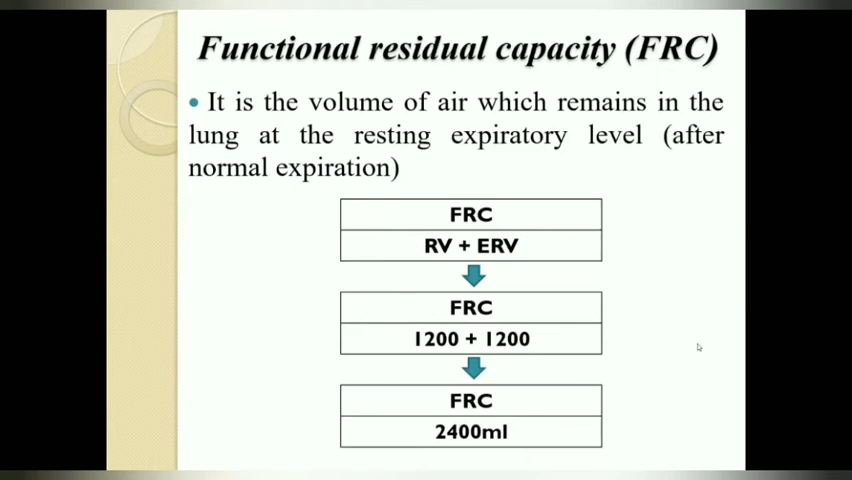 Functional residual capacity (FRC)
• It is the volume of air which remains in the
lung at the resting expiratory level (after
normal expiration)
FRC
RV + ERV
FRC
1200 + 1200
FRC
2400ml